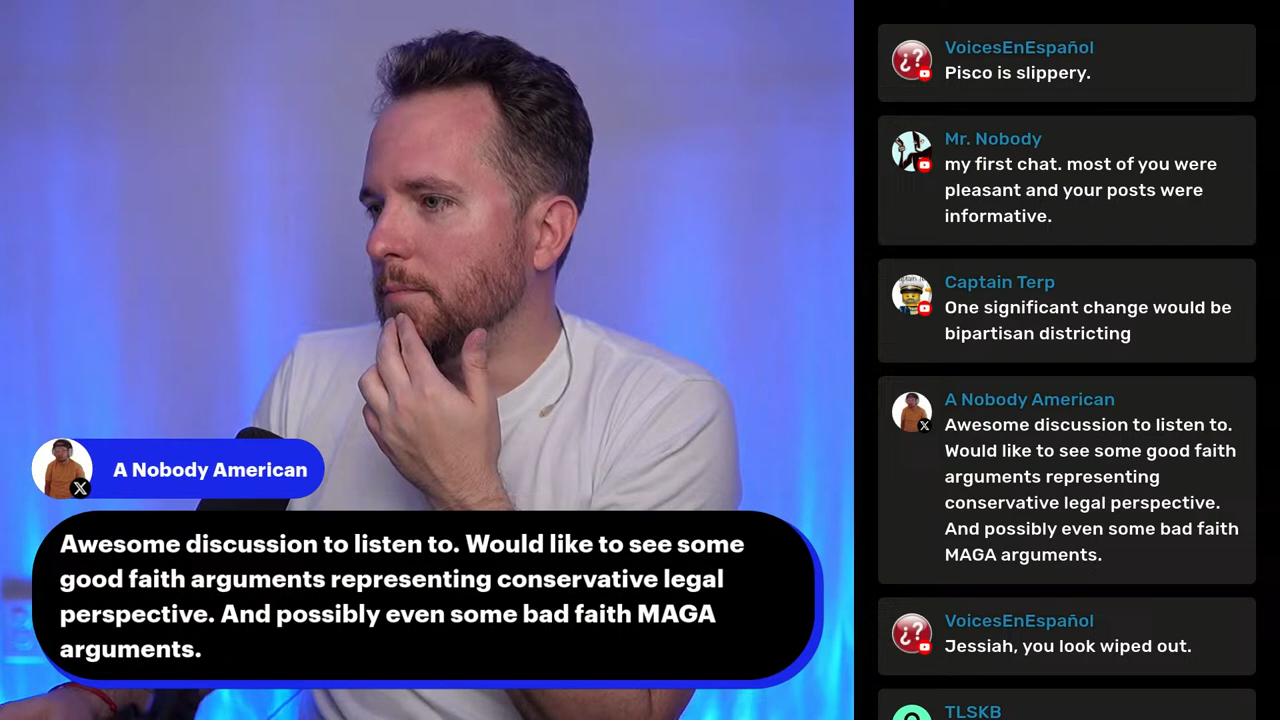 A Nobody American
Awesome discussion to listen to. Would like to see some
good faith arguments representing conservative legal
perspective. And possibly even some bad faith MAGA
arguments.
VoicesEnEspañol
Pisco is slippery.
Mr. Nobody
my first chat. most of you were
pleasant and your posts were
informative.
Captain Terp
One significant change would be
bipartisan districting
A Nobody American
Awesome discussion to listen to.
Would like to see some good faith
arguments representing
conservative legal perspective.
And possibly even some bad faith
MAGA arguments.
VoicesEnEspañol
Jessiah, you look wiped out.
TLSKB